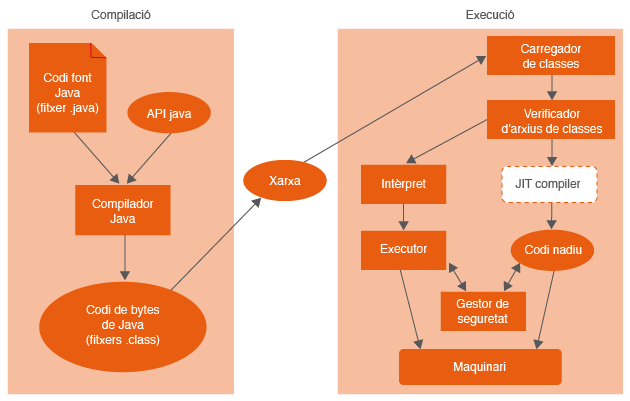 Compilació
Execució
Codi font
Java
(fitxer .java)
API java
Compilador
Java
Codi de bytes
de Java
(fitxers .class)
Xarxa
Carregador
de classes
Verificador
d'arxius de classes
Intèrpret
JIT compiler
Executor
Codi nadiu
Gestor de
seguretat
Maquinari